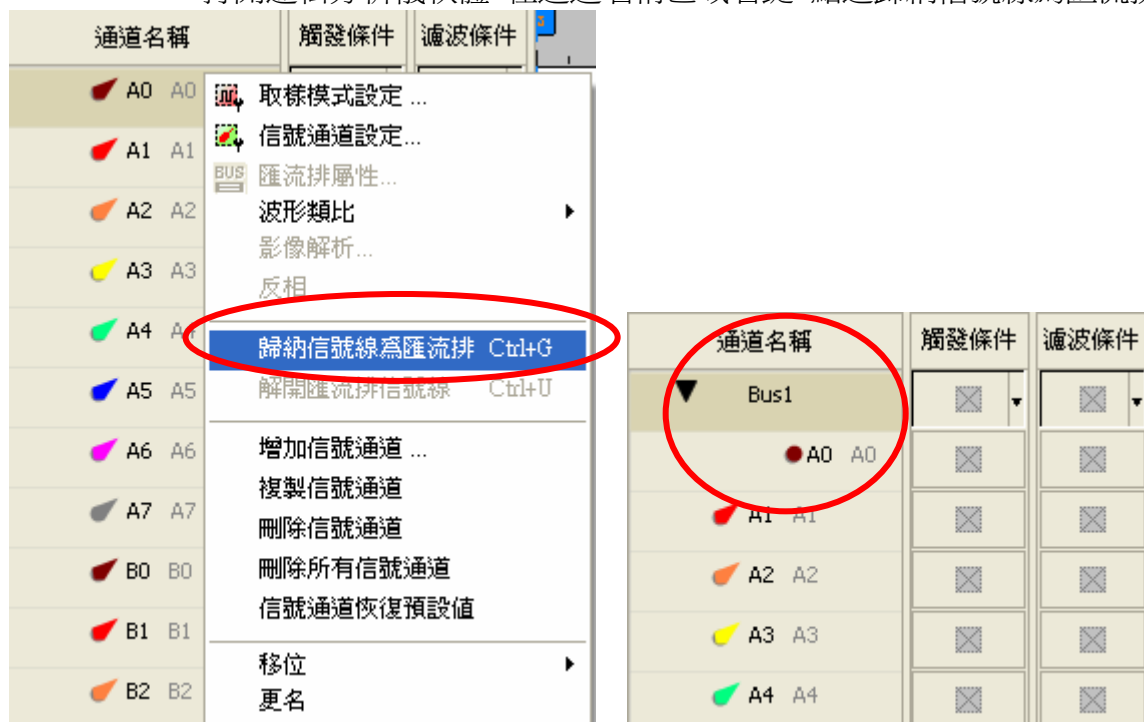 通道名稱 觸發條件 濾波條件
A0 A0
A1 A1
A2 A2
A3 A3
A4
A5 A5
A6 A6
A7 A7
B0 B0
B1 B1
B2 B2
取樣模式設定 ...
信號通道設定...
BUS 匯流排屬性...
波形類比
影像解析...
反相
歸納信號線為匯流排 Ctrl+G
解開匯流排信號線 Ctrl+U
增加信號通道 ...
複製信號通道
刪除信號通道
刪除所有信號通道
信號通道恢復預設值
移位
更名
通道名稱 觸發條件 濾波條件
Bus1
A0 A0
A1 A1
A2 A2
A3 A3
A4 A4